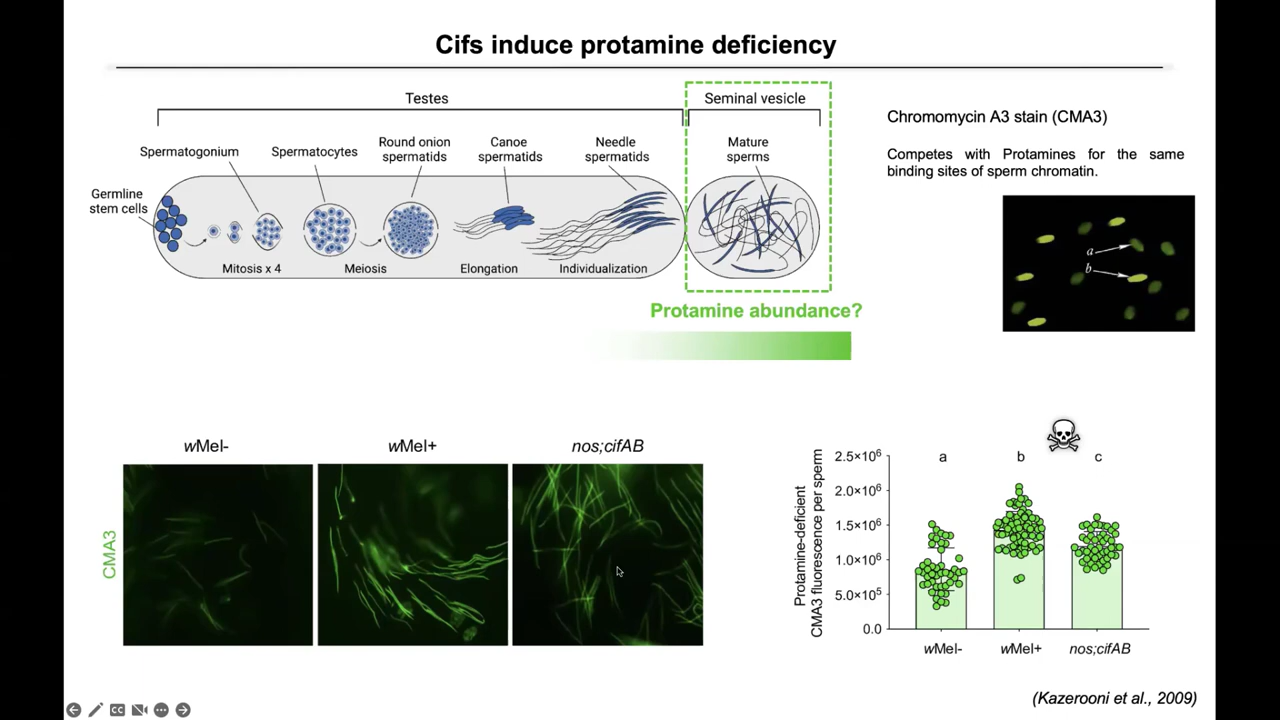 Cifs induce protamine deficiency
Testes
Seminal vesicle
Spermatogonium
Spermatocytes
Round onion
spermatids
Canoe
spermatids
Needle
spermatids
Mature
sperms
Germline
stem cells
Mitosis x 4
Meiosis
Elongation
Individualization
Protamine abundance?
Chromomycin A3 stain (CMA3)
Competes with Protamines for the same
binding sites of sperm chromatin.
a
b
wMel-
wMel+
nos;cifAB
CMA3
Protamine-deficient
CMA3 fluorescence per sperm
2.5×10⁶
2.0×10⁶
1.5×10⁶
1.0×10⁶
5.0×10⁵
0.0
a
b
c
wMel-
wMel+
nos;cifAB
(Kazerooni et al., 2009)
CC